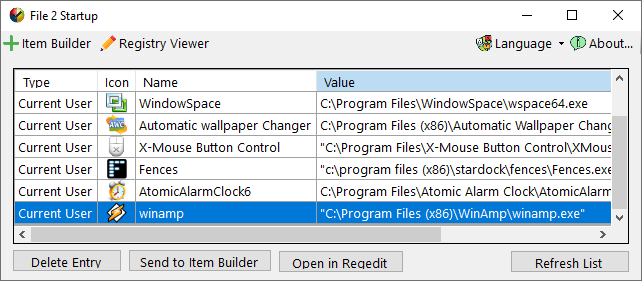 File 2 Startup
Item Builder Registry Viewer Language About...
Type Icon Name Value
Current User WindowSpace C:\Program Files\WindowSpace\wspace64.exe
Current User AWC Automatic wallpaper Changer C:\Program Files (x86)\Automatic Wallpaper Chang
Current User X-Mouse Button Control "C:\Program Files\X-Mouse Button Control\XMous
Current User Fences "c:\program files (x86)\stardock\fences\Fences.exe
Current User AtomicAlarmClock6 C:\Program Files\Atomic Alarm Clock\AtomicAlarm
Current User winamp "C:\Program Files (x86)\WinAmp\winamp.exe"
Delete Entry Send to Item Builder Open in Regedit Refresh List